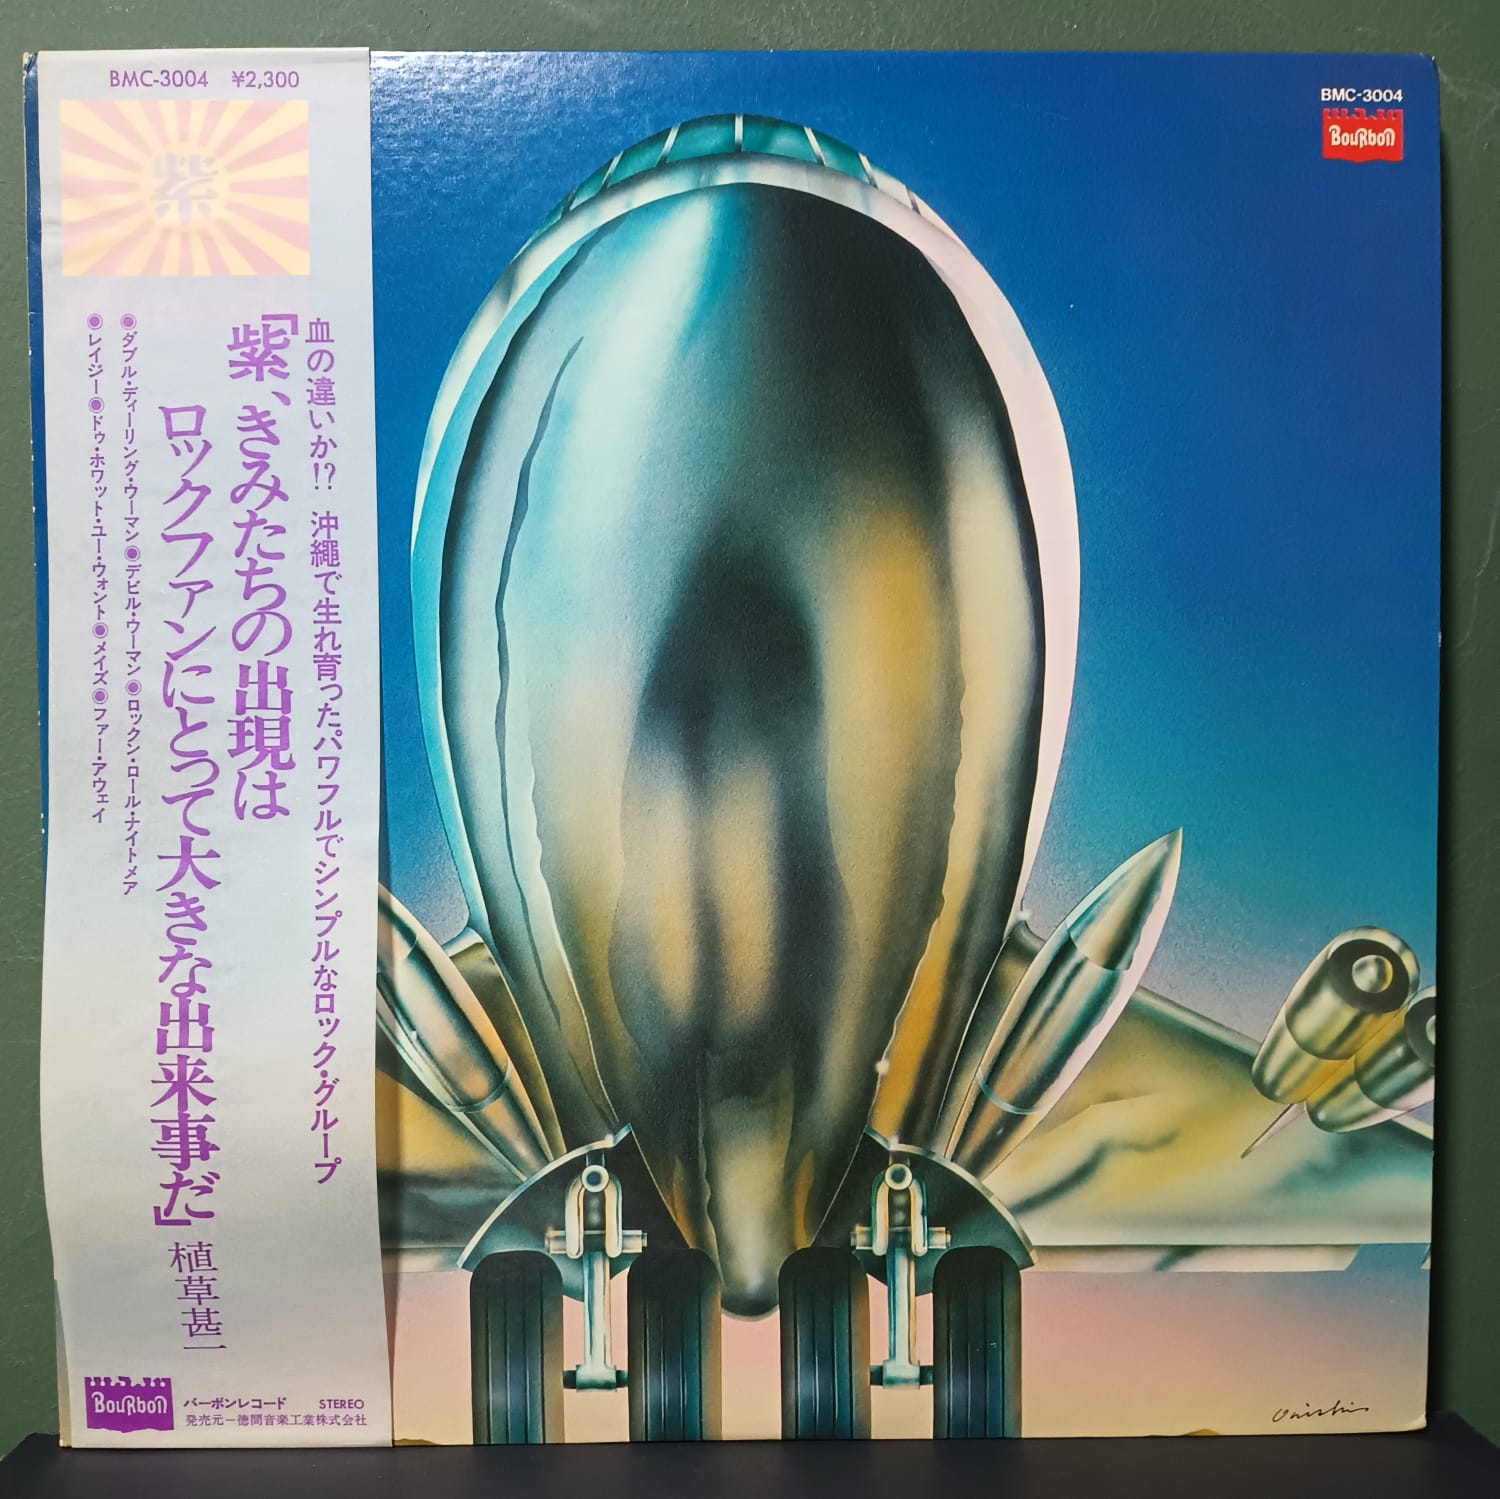 BMC-3004 ¥2,300
紫
血の違いか!? 沖縄で生れ育ったパワフルでシンプルなロック・グループ
「紫、きみたちの出現は
ロックファンにとって大きな出来事だ」植草甚一
◉ダブル・ディーリング・ウーマン◉デビル・ウーマン◉ロックン・ロール・ナイトメア
◉レイジー◉ドゥ・ホワット・ユー・ウォント◉メイズ◉ファー・アウェイ
BouRbon
バーボンレコード STEREO
発売元－徳間音楽工業株式会社
BMC-3004
BouRbon